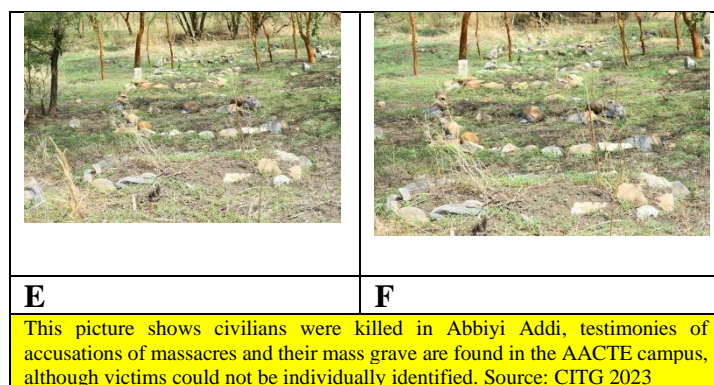 E
F
This picture shows civilians were killed in Abbiyi Addi, testimonies of
accusations of massacres and their mass grave are found in the AACTE campus,
although victims could not be individually identified. Source: CITG 2023